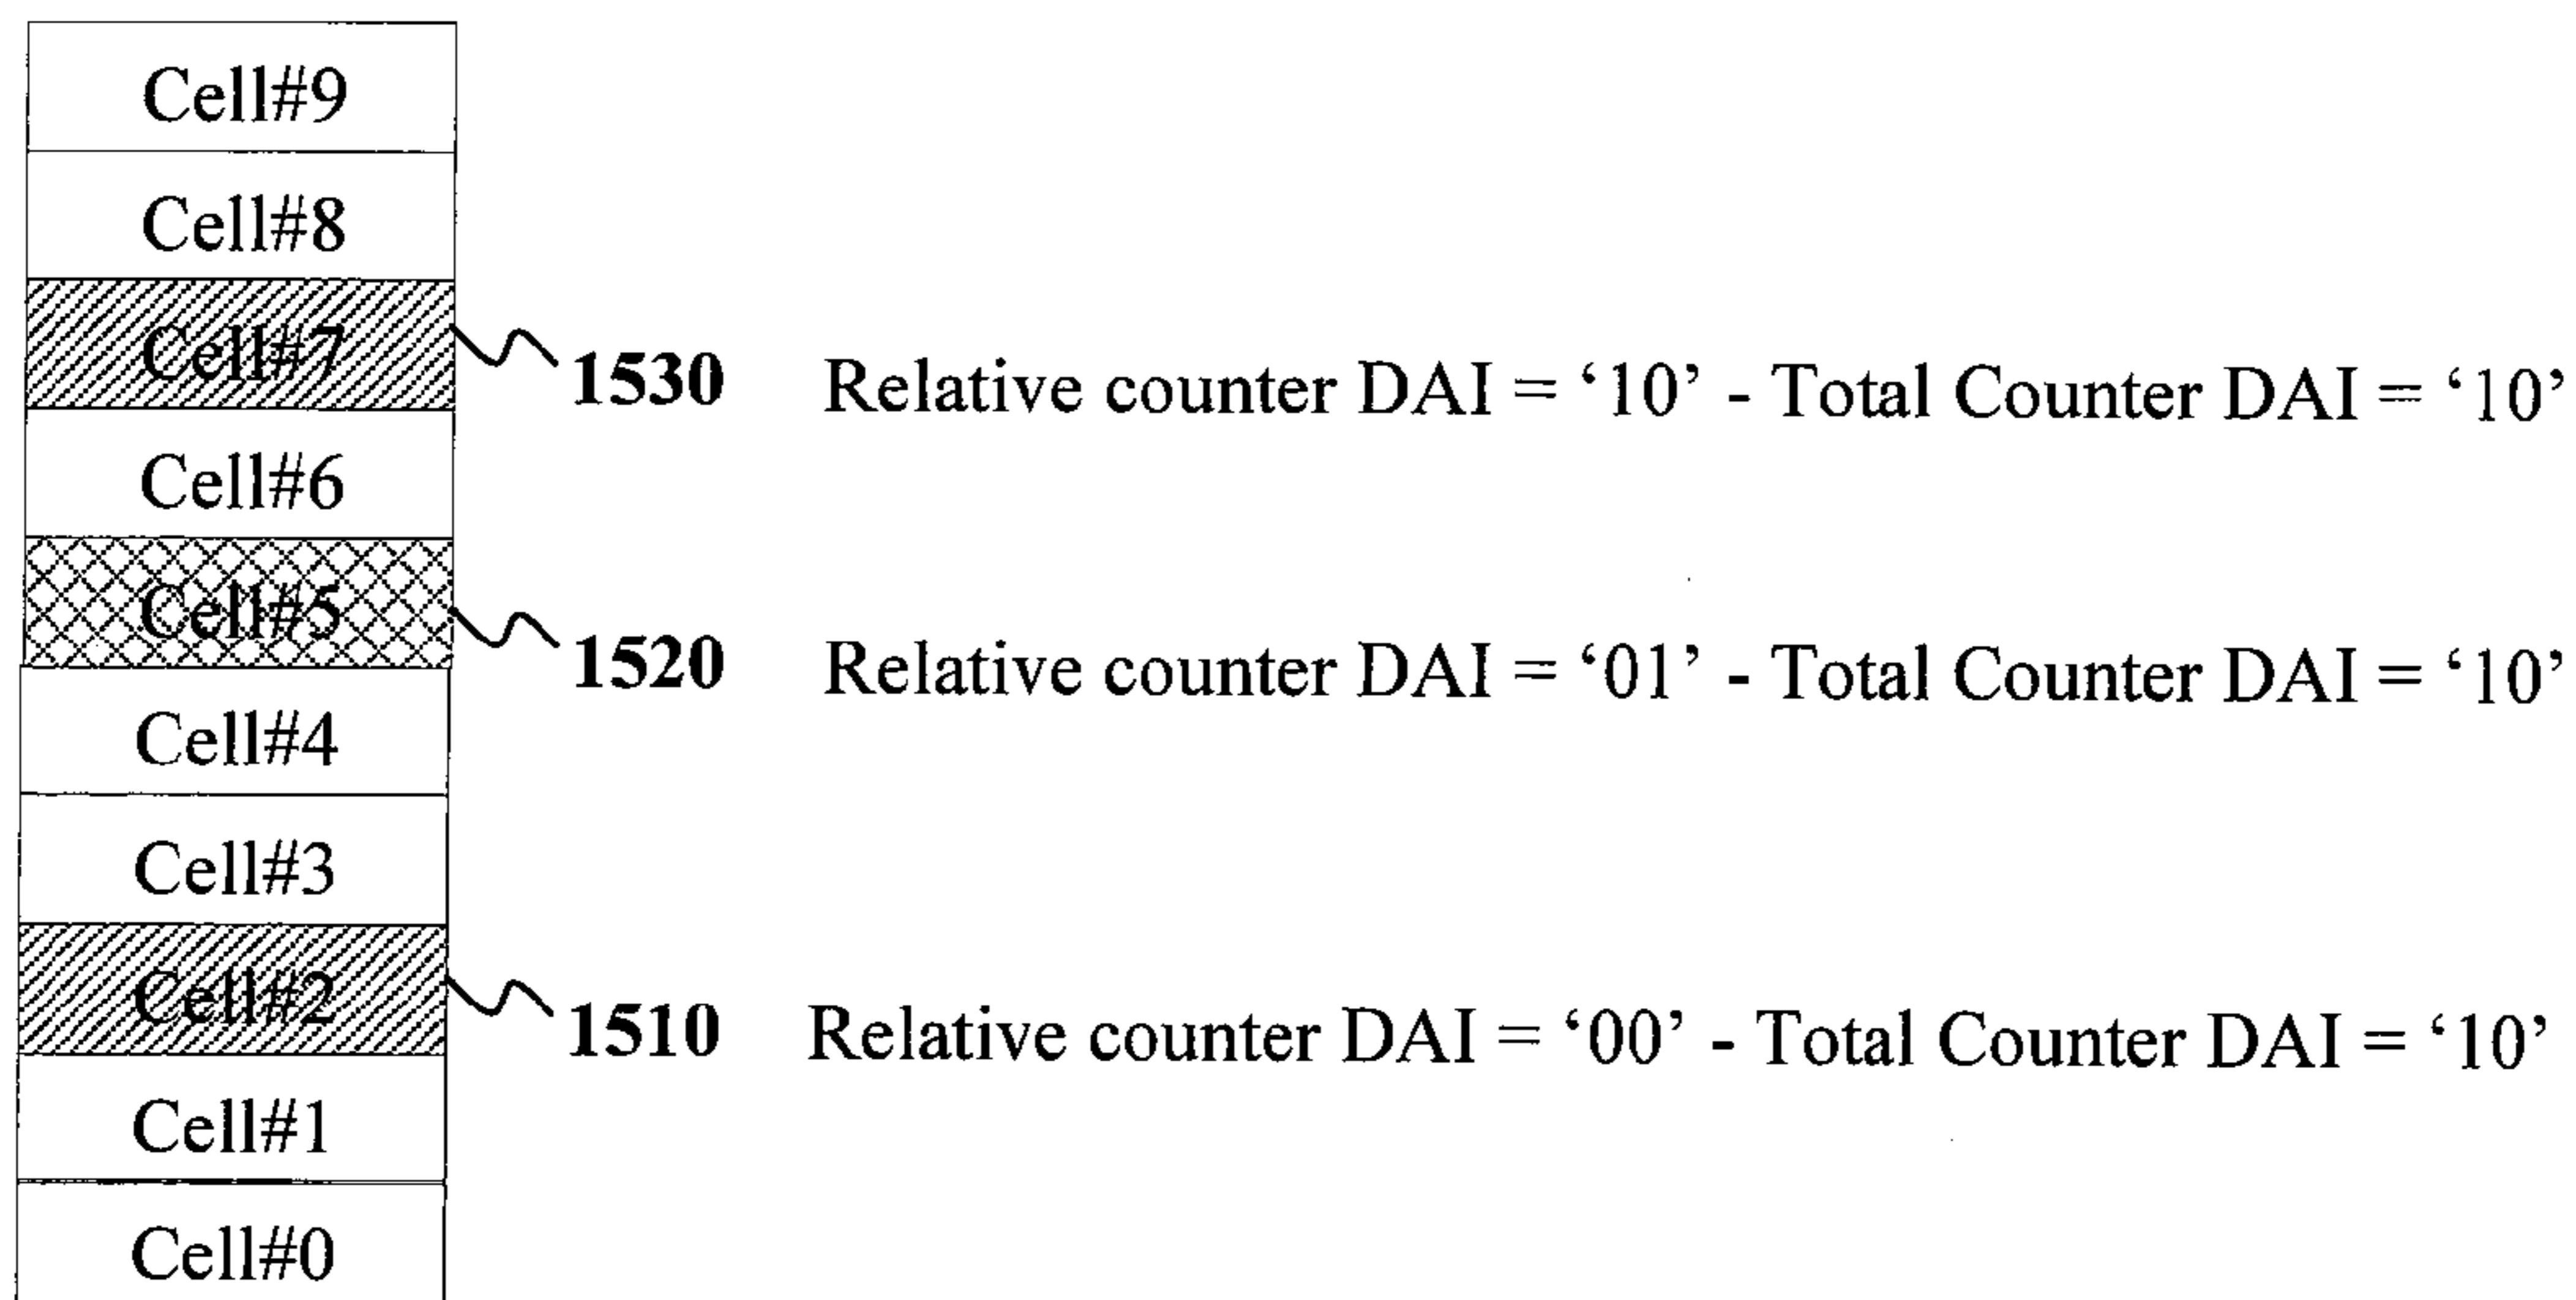 Cell#9
Cell#8
Cell#7
1530 Relative counter DAI = ‘10’ - Total Counter DAI = ‘10’
Cell#6
Cell#5
1520 Relative counter DAI = ‘01’ - Total Counter DAI = ‘10’
Cell#4
Cell#3
Cell#2
1510 Relative counter DAI = ‘00’ - Total Counter DAI = ‘10’
Cell#1
Cell#0